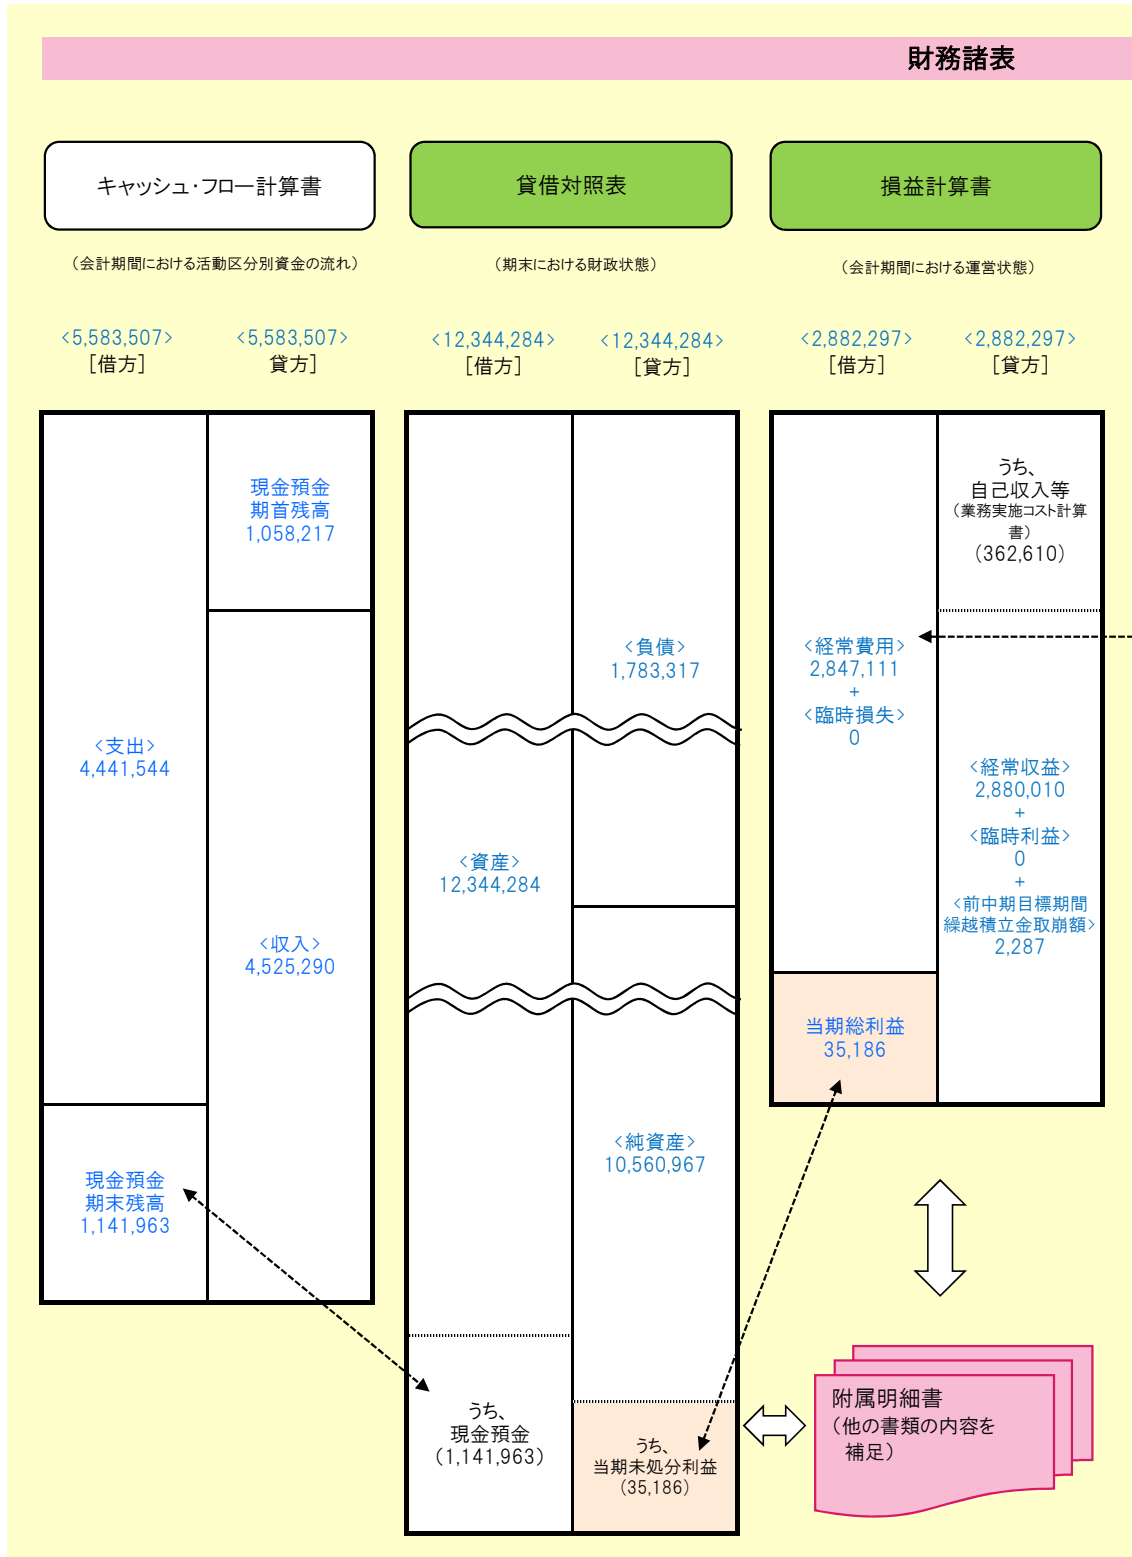 財務諸表
キャッシュ・フロー計算書
（会計期間における活動区分別資金の流れ）
<5,583,507>
<5,583,507>
［借方］
貸方］
現金預金
期首残高
1,058,217
<支出>
4,441,544
<収入>
4,525,290
現金預金
期末残高
1,141,963
貸借対照表
（期末における財政状態）
<12,344,284>
<12,344,284>
［借方］
［貸方］
<負債>
1,783,317
<資産>
12,344,284
<純資産>
10,560,967
うち、
現金預金
（1,141,963）
うち、
当期未処分利益
（35,186）
損益計算書
（会計期間における運営状態）
<2,882,297>
<2,882,297>
［借方］
［貸方］
うち、
自己収入等
（業務実施コスト計算
書）
（362,610）
<経常費用>
2,847,111
+
<臨時損失>
0
<経常収益>
2,880,010
+
<臨時利益>
0
+
<前中期目標期間
繰越積立金取崩額>
2,287
当期総利益
35,186
附属明細書
（他の書類の内容を
補足）